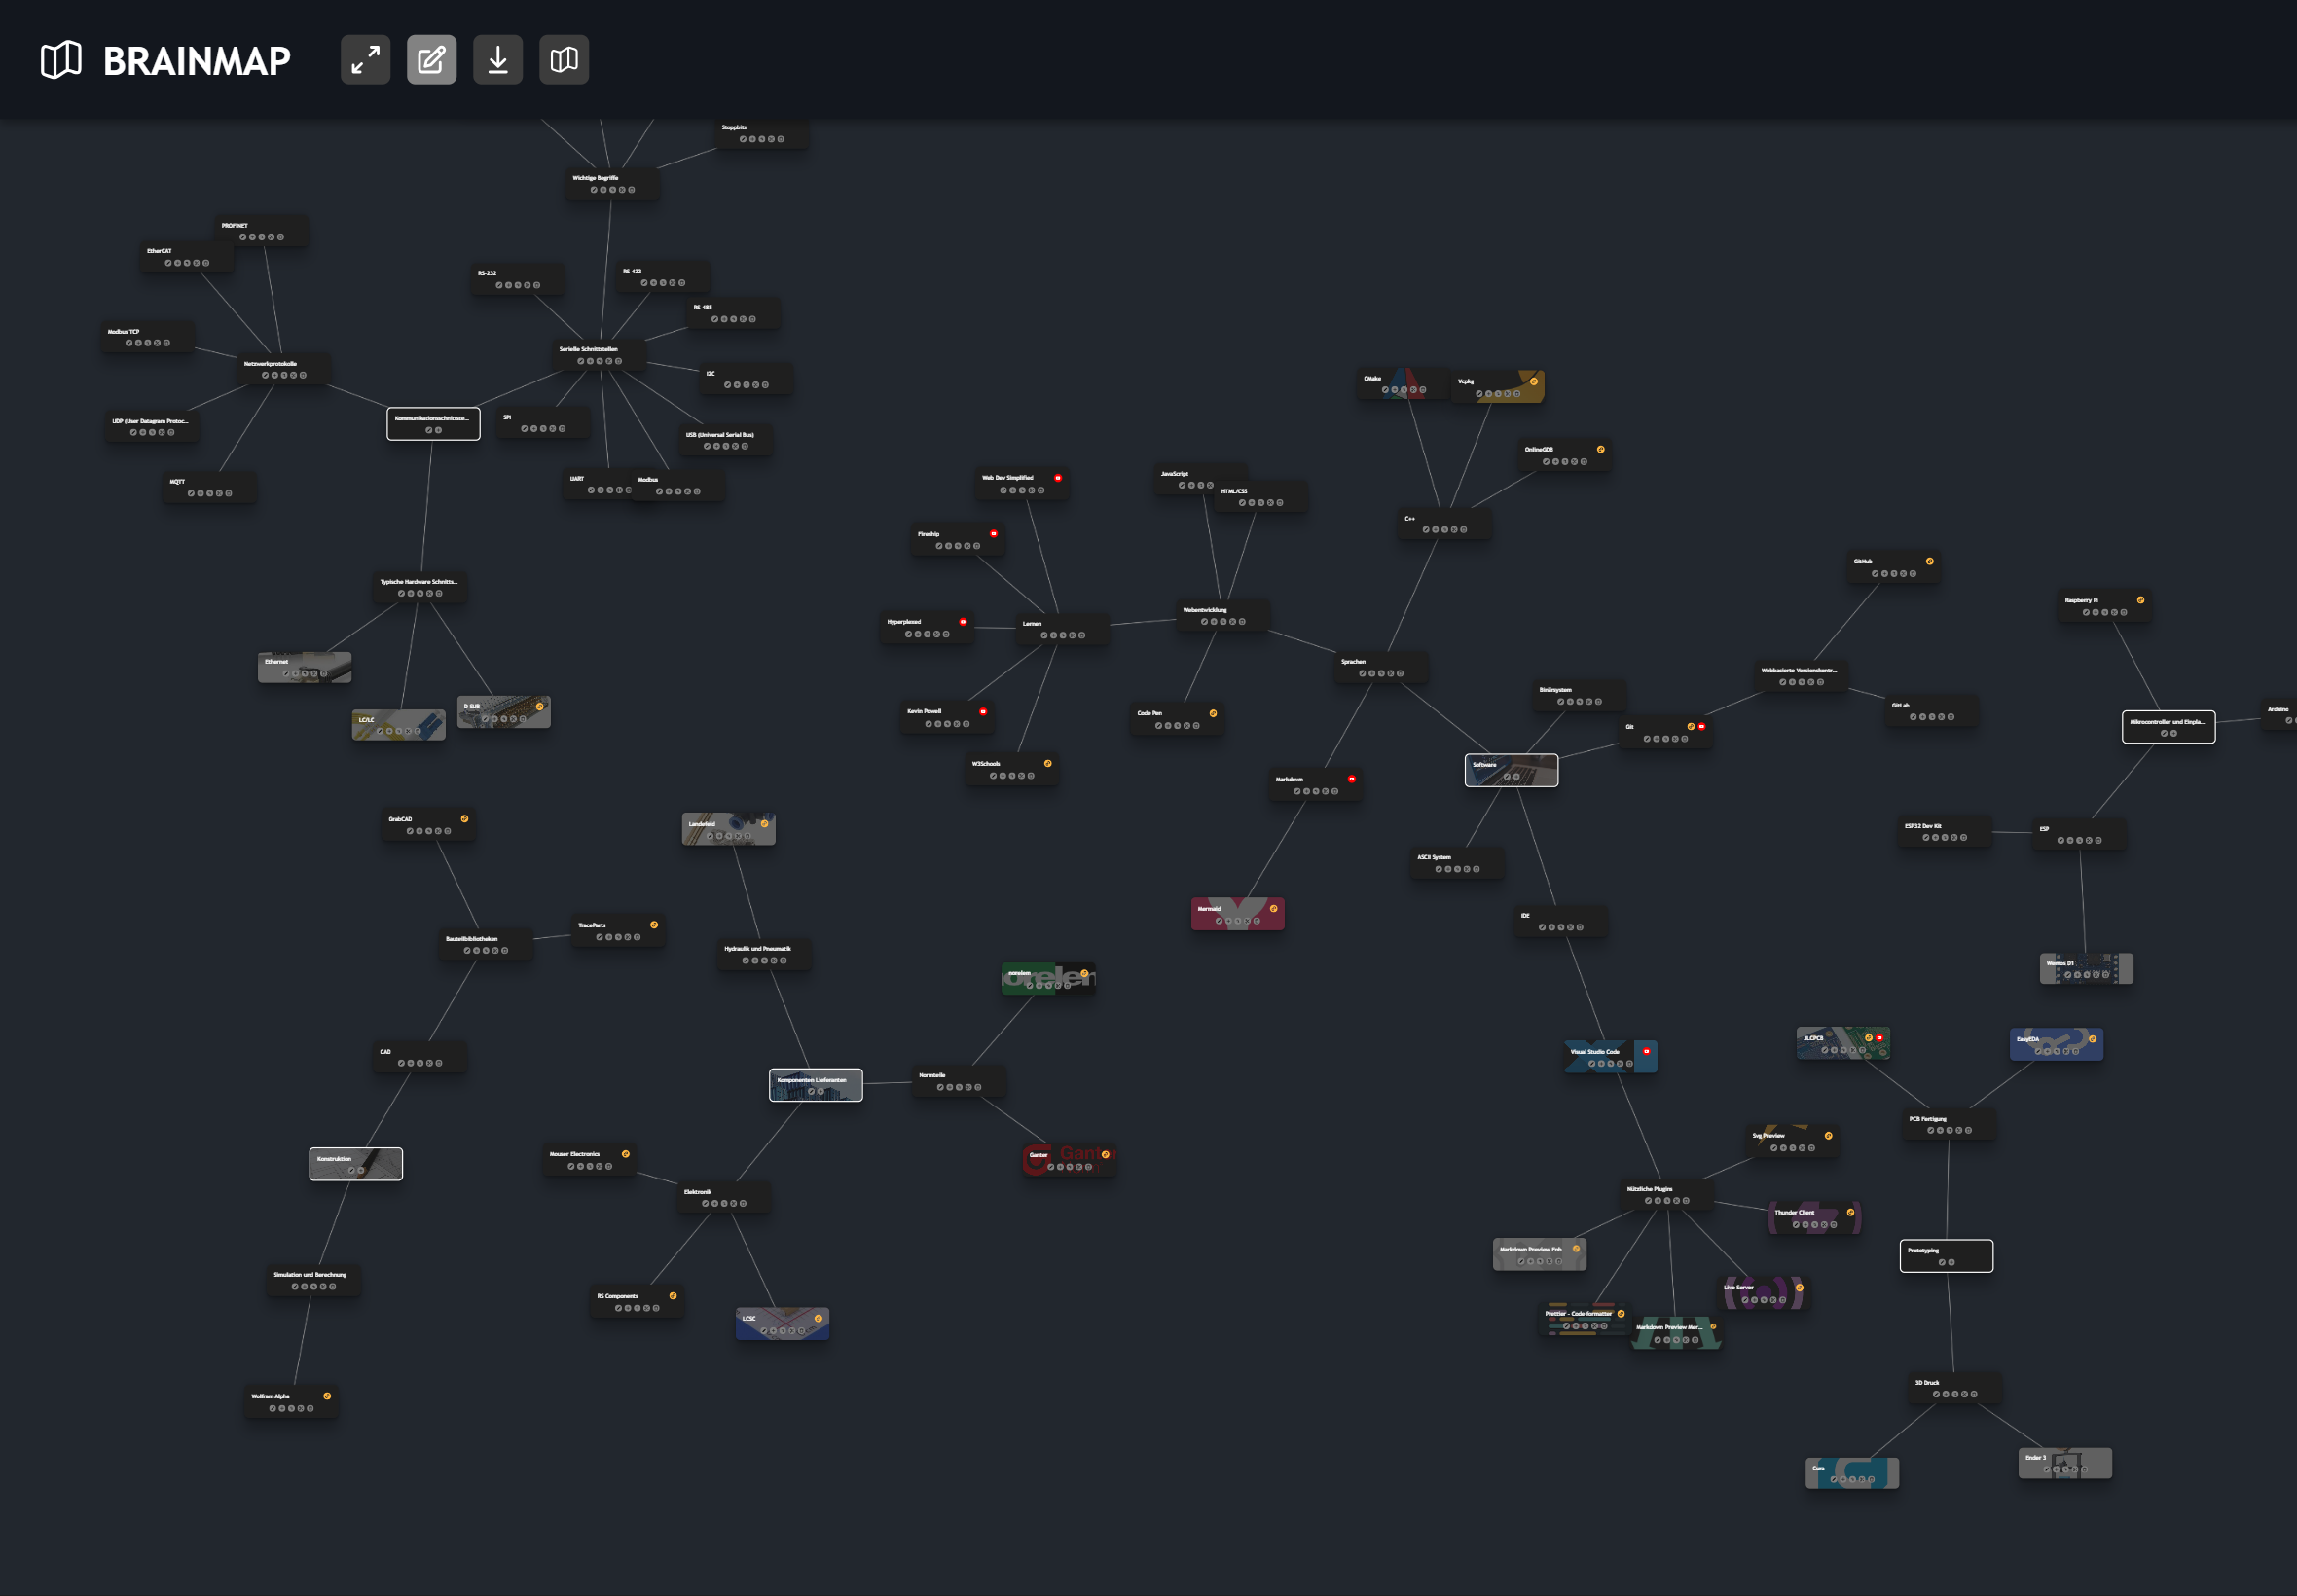 BRAINMAP
Stoppbits
Wichtige Begriffe
PROFINET
EtherCAT
RS-232
RS-422
RS-485
Modbus TCP
Netzwerkprotokolle
Serielle Schnittstellen
I2C
CMake
Vcpkg
UDP (User Datagram Protoc...
Kommunikationsschnittste...
SPI
USB (Universal Serial Bus)
OnlineGDB
MQTT
UART
Modbus
Web Dev Simplified
JavaScript
HTML/CSS
C++
Fireship
GitHub
Typische Hardware Schnitts...
Raspberry Pi
Hyperplexed
Lernen
Webentwicklung
Ethernet
Sprachen
Webbasierte Versionskontr...
Binärsystem
LC/LC
D-SUB
Kevin Powell
Code Pen
Git
GitLab
Mikrocontroller und Einpla...
Arduino
W3Schools
Markdown
Software
GrabCAD
Landefeld
ESP32 Dev Kit
ESP
ASCII System
Mermaid
IDE
TraceParts
Bauteilbibliotheken
Hydraulik und Pneumatik
norelem
Wemos D1
CAD
Visual Studio Code
JLCPCB
EasyEDA
Komponenten Lieferanten
Normteile
PCB Fertigung
Svg Preview
Konstruktion
Mouser Electronics
Ganter
Elektronik
Nützliche Plugins
Thunder Client
Markdown Preview Enh...
Prototyping
Simulation und Berechnung
Live Server
RS Components
LCSC
Prettier - Code formatter
Markdown Preview Mer...
3D Druck
Wolfram Alpha
Cura
Ender 3